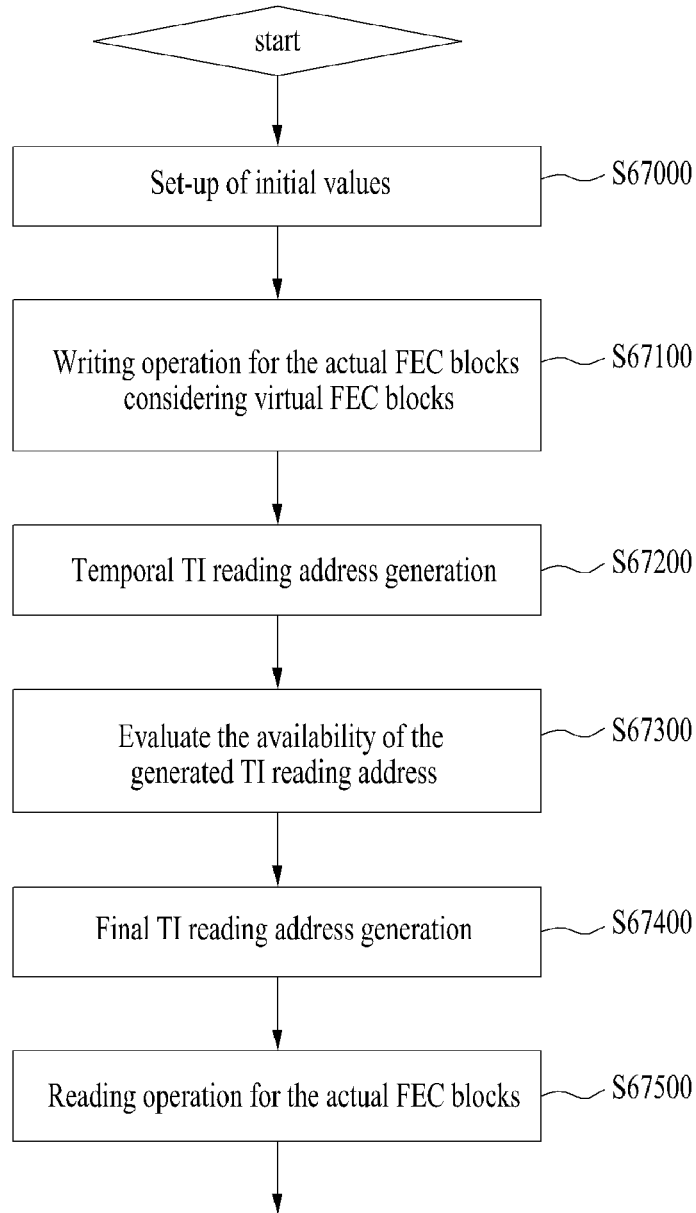 start
Set-up of initial values
S67000
Writing operation for the actual FEC blocks
considering virtual FEC blocks
S67100
Temporal TI reading address generation
S67200
Evaluate the availability of the
generated TI reading address
S67300
Final TI reading address generation
S67400
Reading operation for the actual FEC blocks
S67500